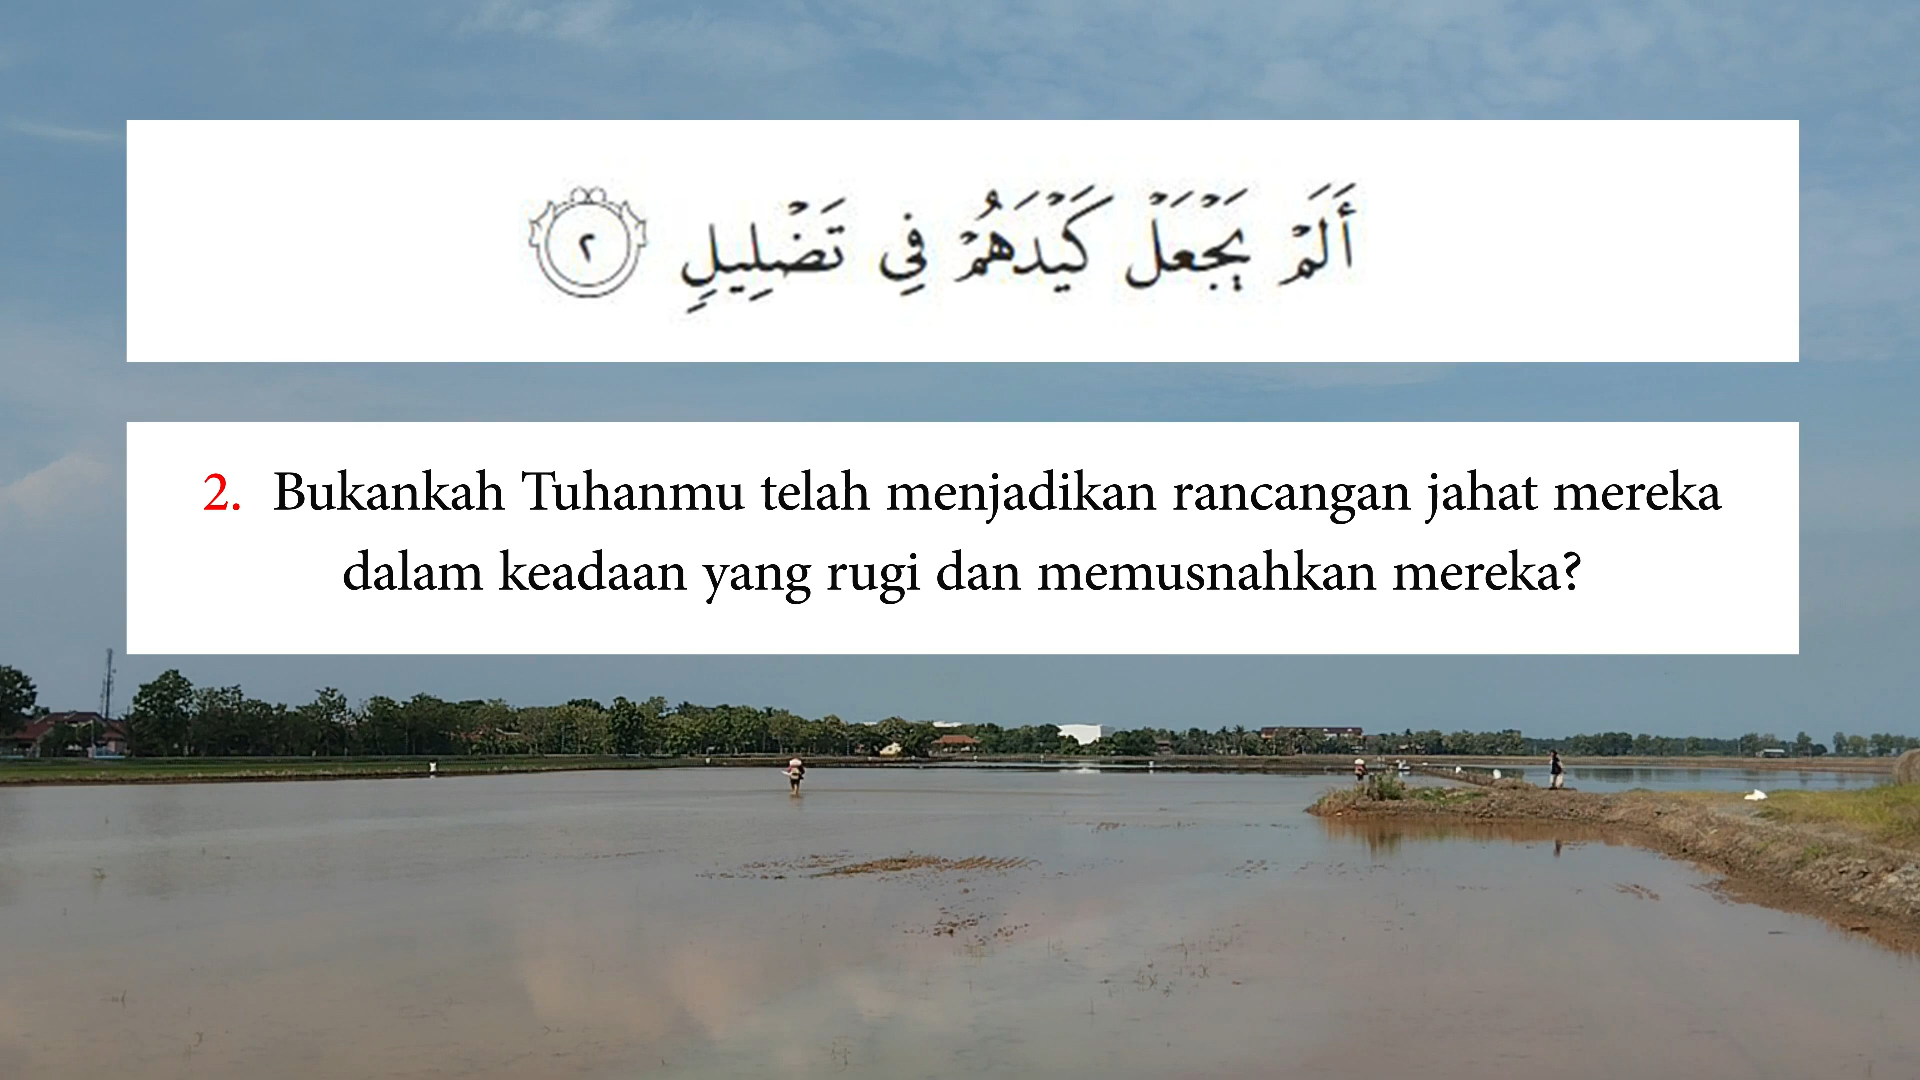 أَلَمْ يَجْعَلْ كَيْدَهُمْ فِي تَضْلِيلٍ ٢
2. Bukankah Tuhanmu telah menjadikan rancangan jahat mereka
dalam keadaan yang rugi dan memusnahkan mereka?